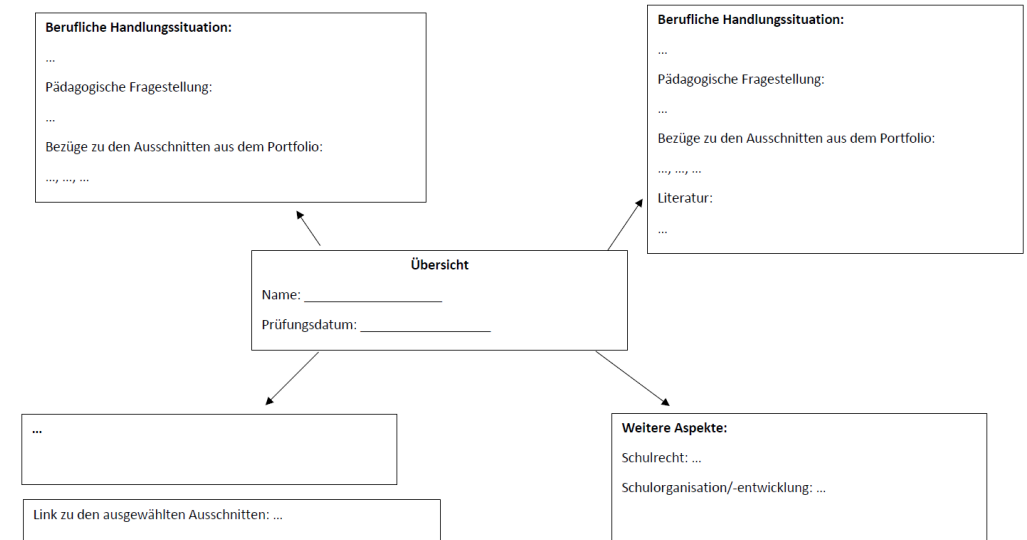 Berufliche Handlungssituation:
...
Pädagogische Fragestellung:
...
Bezüge zu den Ausschnitten aus dem Portfolio:
..., ..., ...
Berufliche Handlungssituation:
...
Pädagogische Fragestellung:
...
Bezüge zu den Ausschnitten aus dem Portfolio:
..., ..., ...
Literatur:
...
Übersicht
Name: ____________________
Prüfungsdatum: ___________________
...
Link zu den ausgewählten Ausschnitten: ...
Weitere Aspekte:
Schulrecht: ...
Schulorganisation/-entwicklung: ...